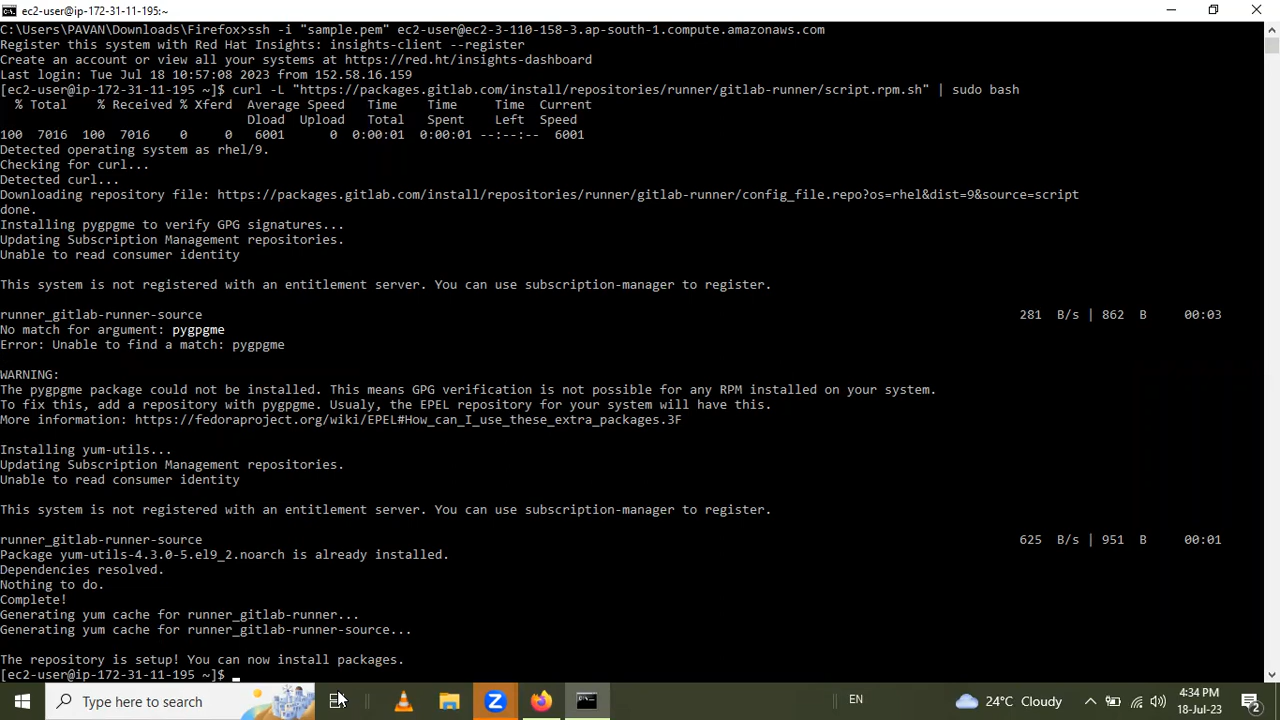 ec2-user@ip-172-31-11-195:~
C:\Users\PAVAN\Downloads\Firefox>ssh -i "sample.pem" ec2-user@ec2-3-110-158-3.ap-south-1.compute.amazonaws.com
Register this system with Red Hat Insights: insights-client --register
Create an account or view all your systems at https://red.ht/insights-dashboard
Last login: Tue Jul 18 10:57:08 2023 from 152.58.16.159
[ec2-user@ip-172-31-11-195 ~]$ curl -L "https://packages.gitlab.com/install/repositories/runner/gitlab-runner/script.rpm.sh" | sudo bash
% Total % Received % Xferd Average Speed Time Time Time Current
Dload Upload Total Spent Left Speed
100 7016 100 7016 0 0 6001 0 0:00:01 0:00:01 --:--:-- 6001
Detected operating system as rhel/9.
Checking for curl...
Detected curl...
Downloading repository file: https://packages.gitlab.com/install/repositories/runner/gitlab-runner/config_file.repo?os=rhel&dist=9&source=script
done.
Installing pygpgme to verify GPG signatures...
Updating Subscription Management repositories.
Unable to read consumer identity
This system is not registered with an entitlement server. You can use subscription-manager to register.
runner_gitlab-runner-source 281 B/s | 862 B 00:03
No match for argument: pygpgme
Error: Unable to find a match: pygpgme
WARNING:
The pygpgme package could not be installed. This means GPG verification is not possible for any RPM installed on your system.
To fix this, add a repository with pygpgme. Usualy, the EPEL repository for your system will have this.
More information: https://fedoraproject.org/wiki/EPEL#How_can_I_use_these_extra_packages.3F
Installing yum-utils...
Updating Subscription Management repositories.
Unable to read consumer identity
This system is not registered with an entitlement server. You can use subscription-manager to register.
runner_gitlab-runner-source 625 B/s | 951 B 00:01
Package yum-utils-4.3.0-5.el9_2.noarch is already installed.
Dependencies resolved.
Nothing to do.
Complete!
Generating yum cache for runner_gitlab-runner...
Generating yum cache for runner_gitlab-runner-source...
The repository is setup! You can now install packages.
[ec2-user@ip-172-31-11-195 ~]$
Type here to search
EN
24°C Cloudy
4:34 PM
18-Jul-23
2